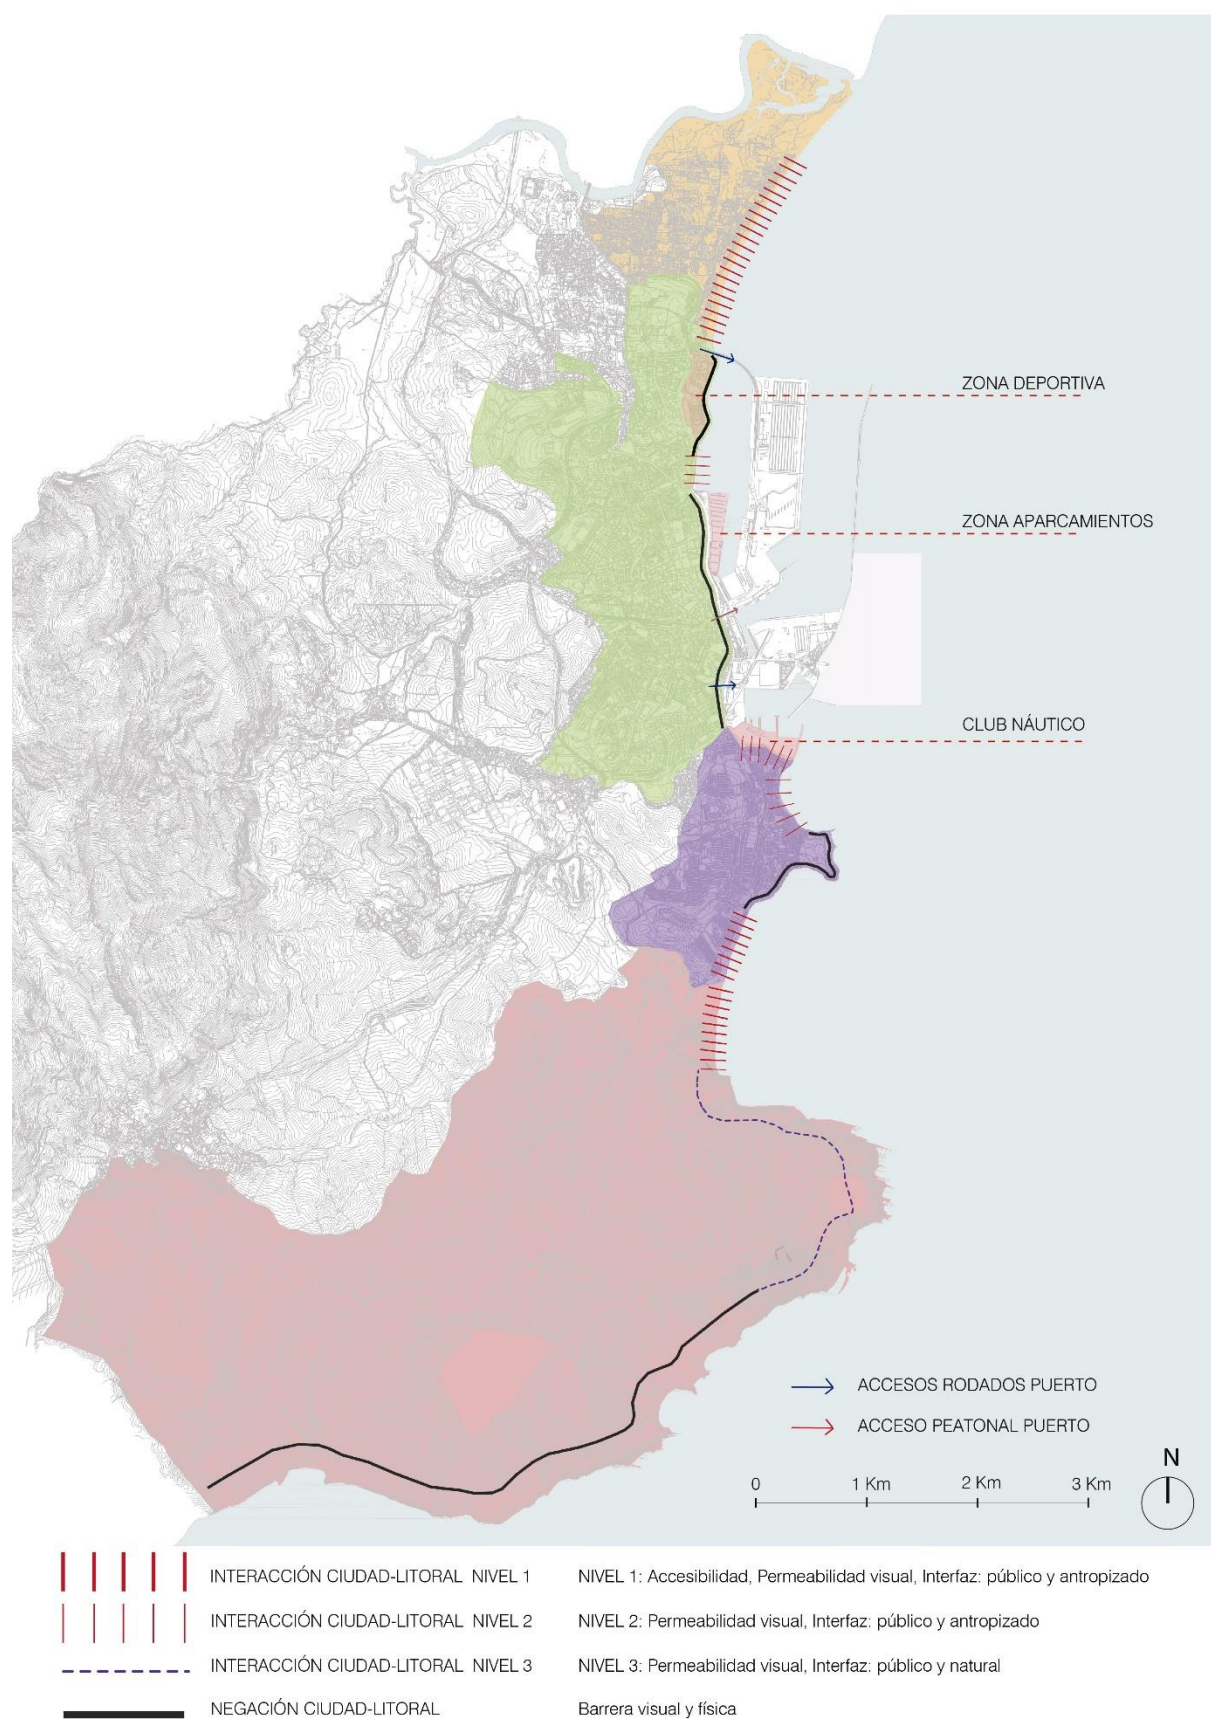 ZONA DEPORTIVA
ZONA APARCAMIENTOS
CLUB NÁUTICO
ACCESOS RODADOS PUERTO
ACCESO PEATONAL PUERTO
N
0 1 Km 2 Km 3 Km
INTERACCIÓN CIUDAD-LITORAL NIVEL 1 NIVEL 1: Accesibilidad, Permeabilidad visual, Interfaz: público y antropizado
INTERACCIÓN CIUDAD-LITORAL NIVEL 2 NIVEL 2: Permeabilidad visual, Interfaz: público y antropizado
INTERACCIÓN CIUDAD-LITORAL NIVEL 3 NIVEL 3: Permeabilidad visual, Interfaz: público y natural
NEGACIÓN CIUDAD-LITORAL Barrera visual y física